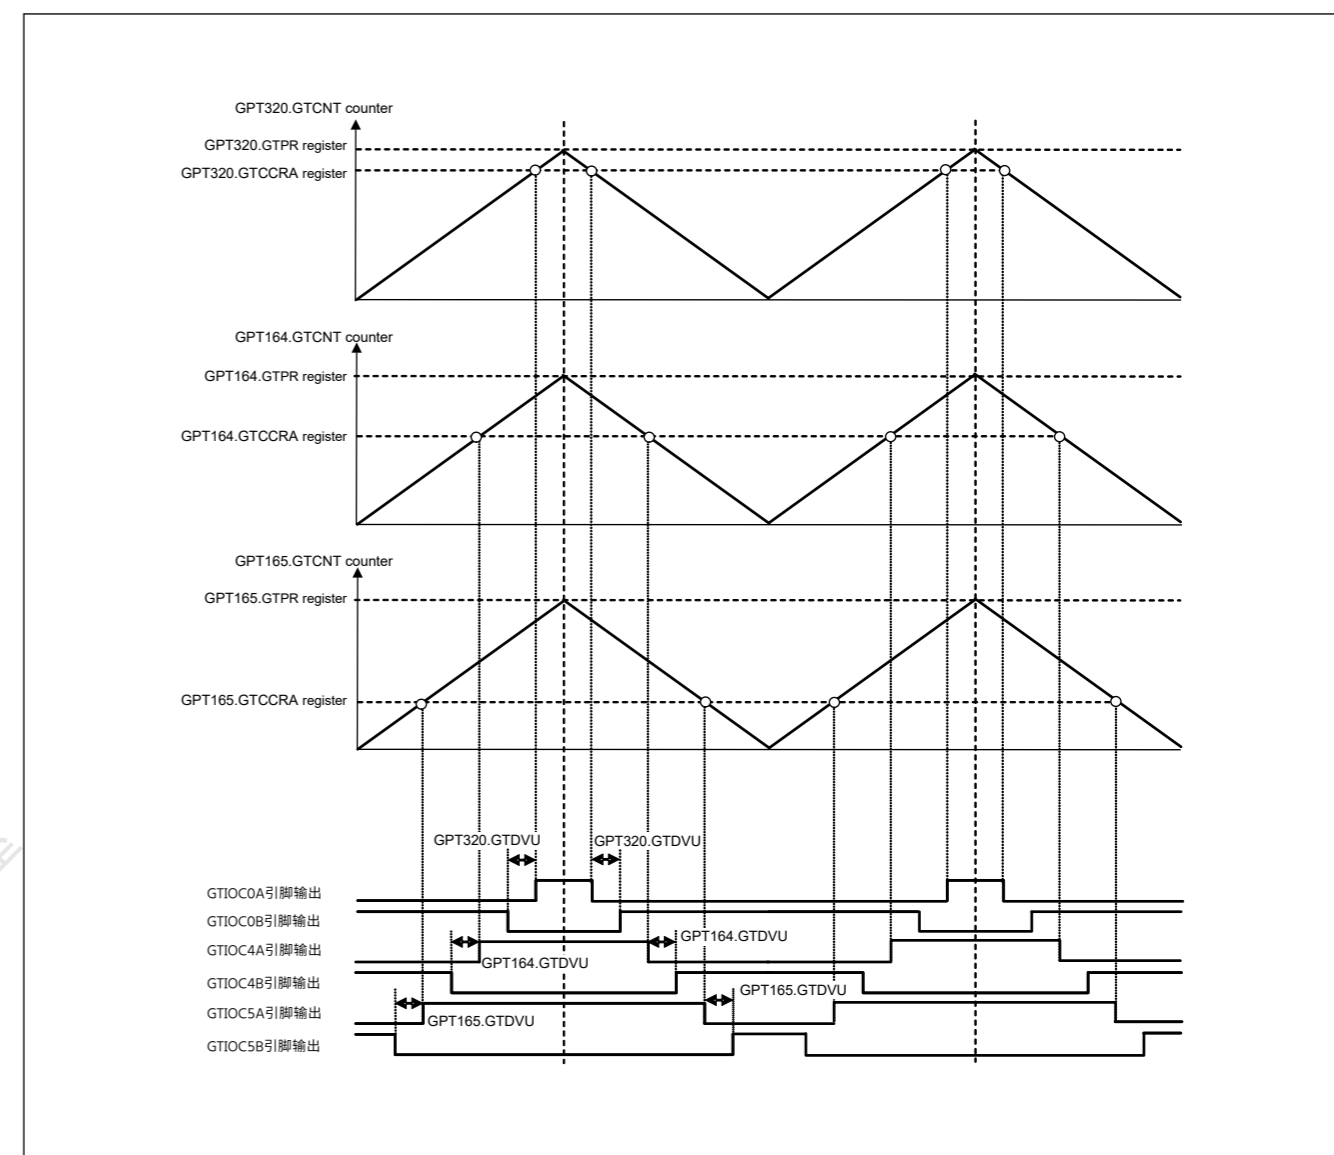 GPT320.GTCNT counter
GPT320.GTPR register
GPT320.GTCCRA register
GPT164.GTCNT counter
GPT164.GTPR register
GPT164.GTCCRA register
GPT165.GTCNT counter
GPT165.GTPR register
GPT165.GTCCRA register
GPT320.GTDVU GPT320.GTDVU
GTIOC0A引脚输出
GTIOC0B引脚输出
GPT164.GTDVU
GTIOC4A引脚输出
GPT164.GTDVU
GTIOC4B引脚输出
GPT165.GTDVU
GTIOC5A引脚输出
GPT165.GTDVU
GTIOC5B引脚输出